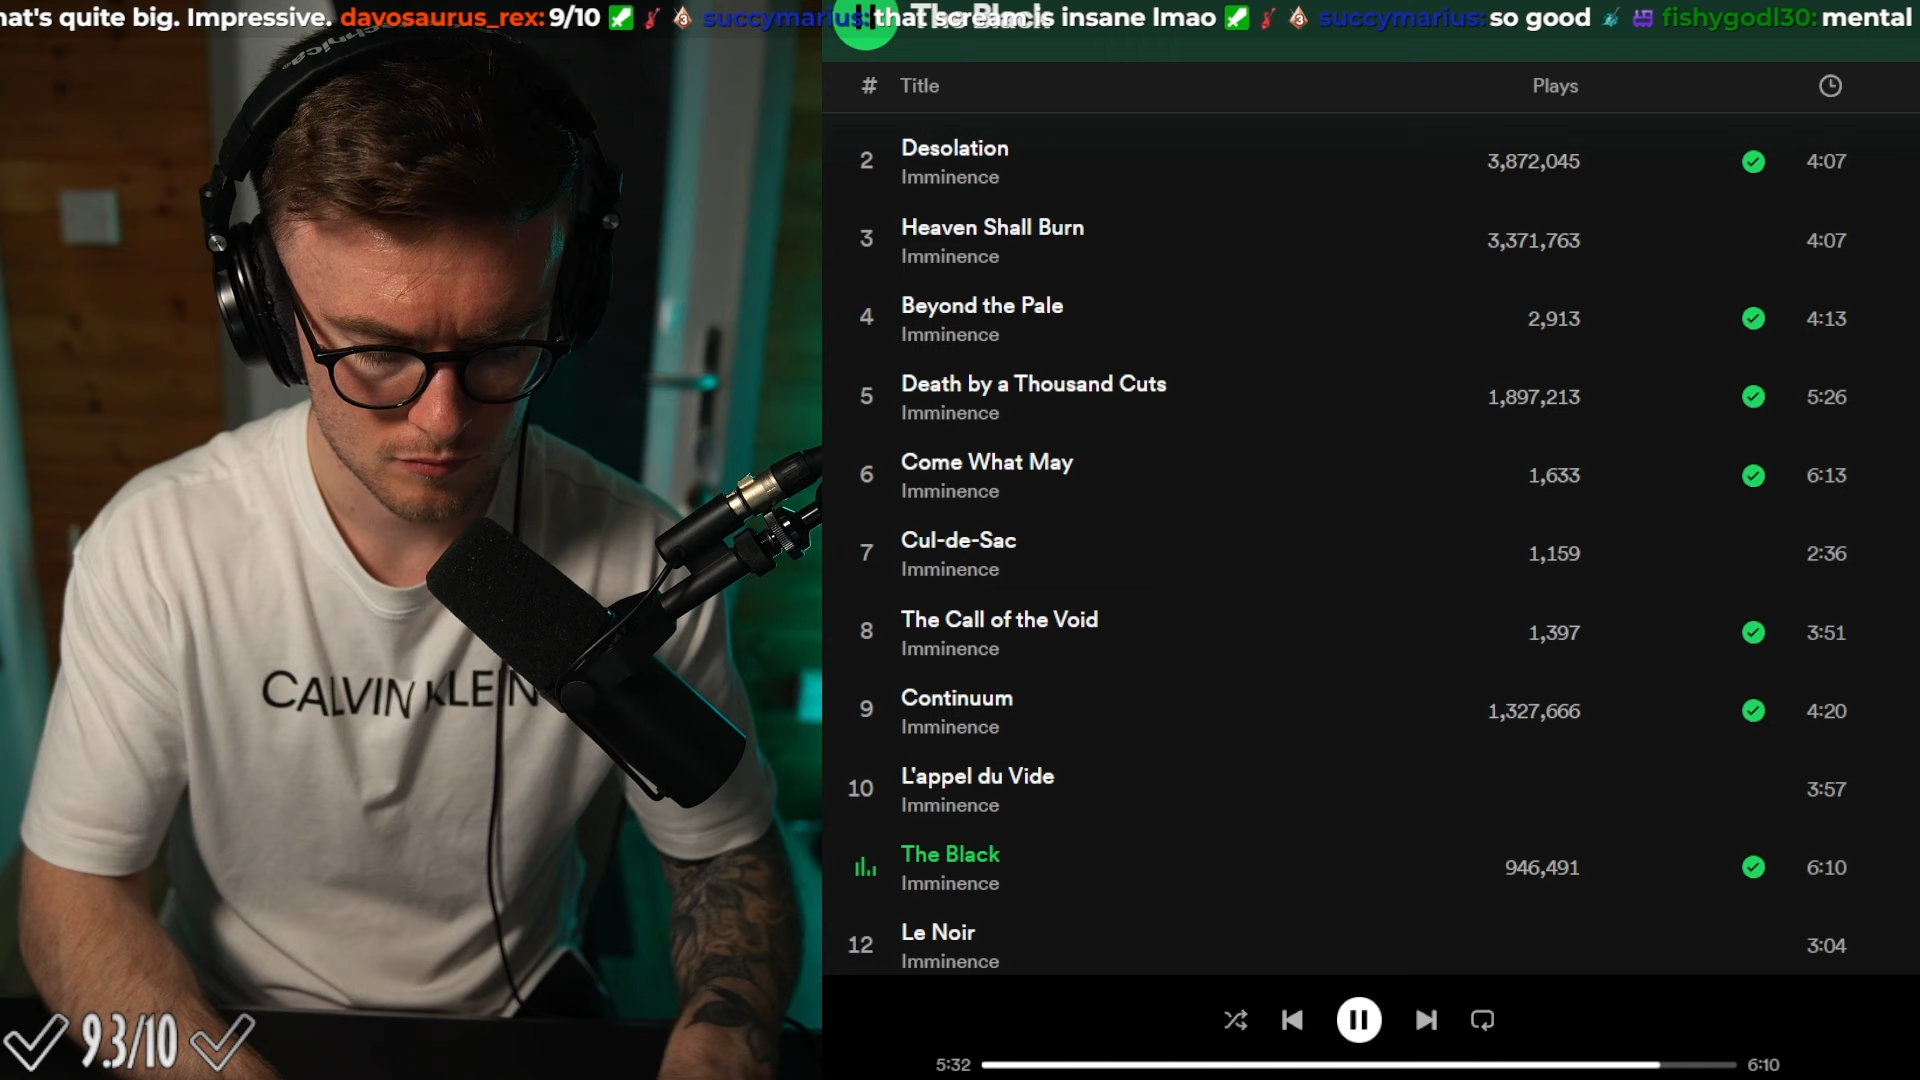 hat's quite big. Impressive. davosaurus_rex: 9/10 succymarius: that scream is insane lmao succymarius: so good fishygodl30: mental
The Black
# Title Plays
2 Desolation 3,872,045 4:07
Imminence
3 Heaven Shall Burn 3,371,763 4:07
Imminence
4 Beyond the Pale 2,913 4:13
Imminence
5 Death by a Thousand Cuts 1,897,213 5:26
Imminence
6 Come What May 1,633 6:13
Imminence
7 Cul-de-Sac 1,159 2:36
Imminence
8 The Call of the Void 1,397 3:51
Imminence
9 Continuum 1,327,666 4:20
Imminence
10 L'appel du Vide 3:57
Imminence
The Black 946,491 6:10
Imminence
12 Le Noir 3:04
Imminence
5:32 6:10
CALVIN KLEIN
9.3/10